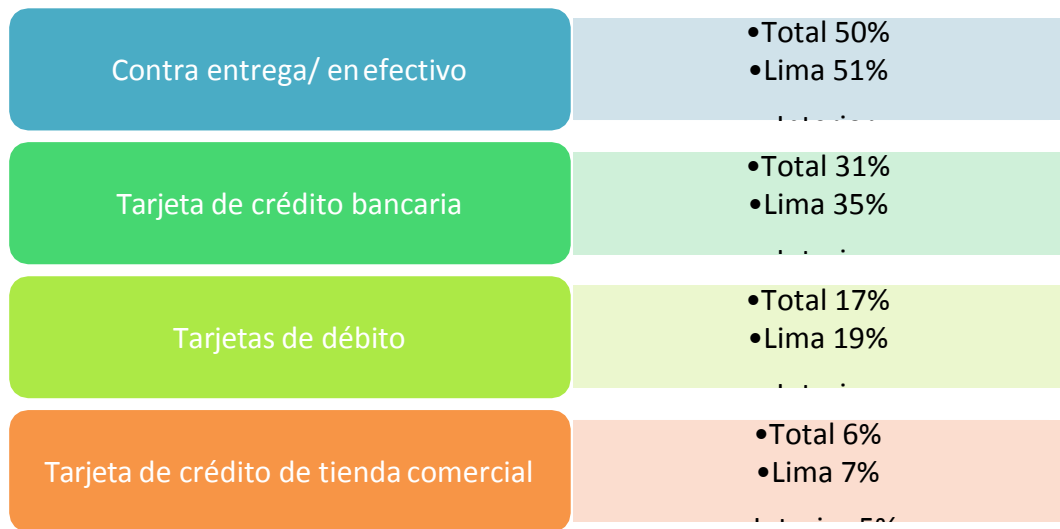 Contra entrega/ en efectivo
•Total 50%
•Lima 51%
Tarjeta de crédito bancaria
•Total 31%
•Lima 35%
Tarjetas de débito
•Total 17%
•Lima 19%
Tarjeta de crédito de tienda comercial
•Total 6%
•Lima 7%